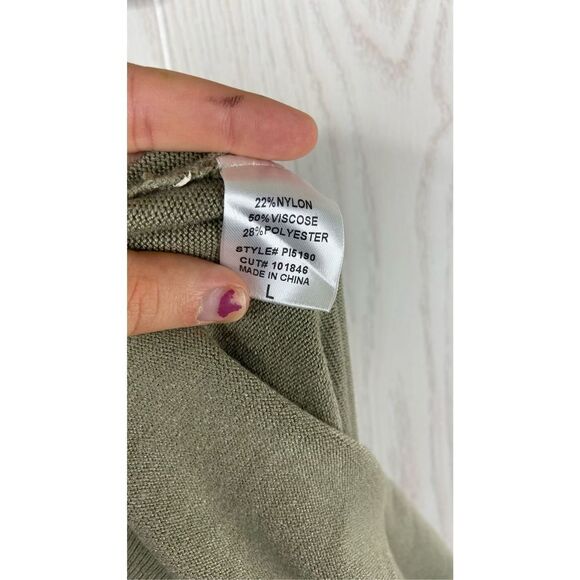 22%NYLON
50%VISCOSE
28%POLYESTER
STYLE# PI5190
CUT# 101846
MADE IN CHINA
L